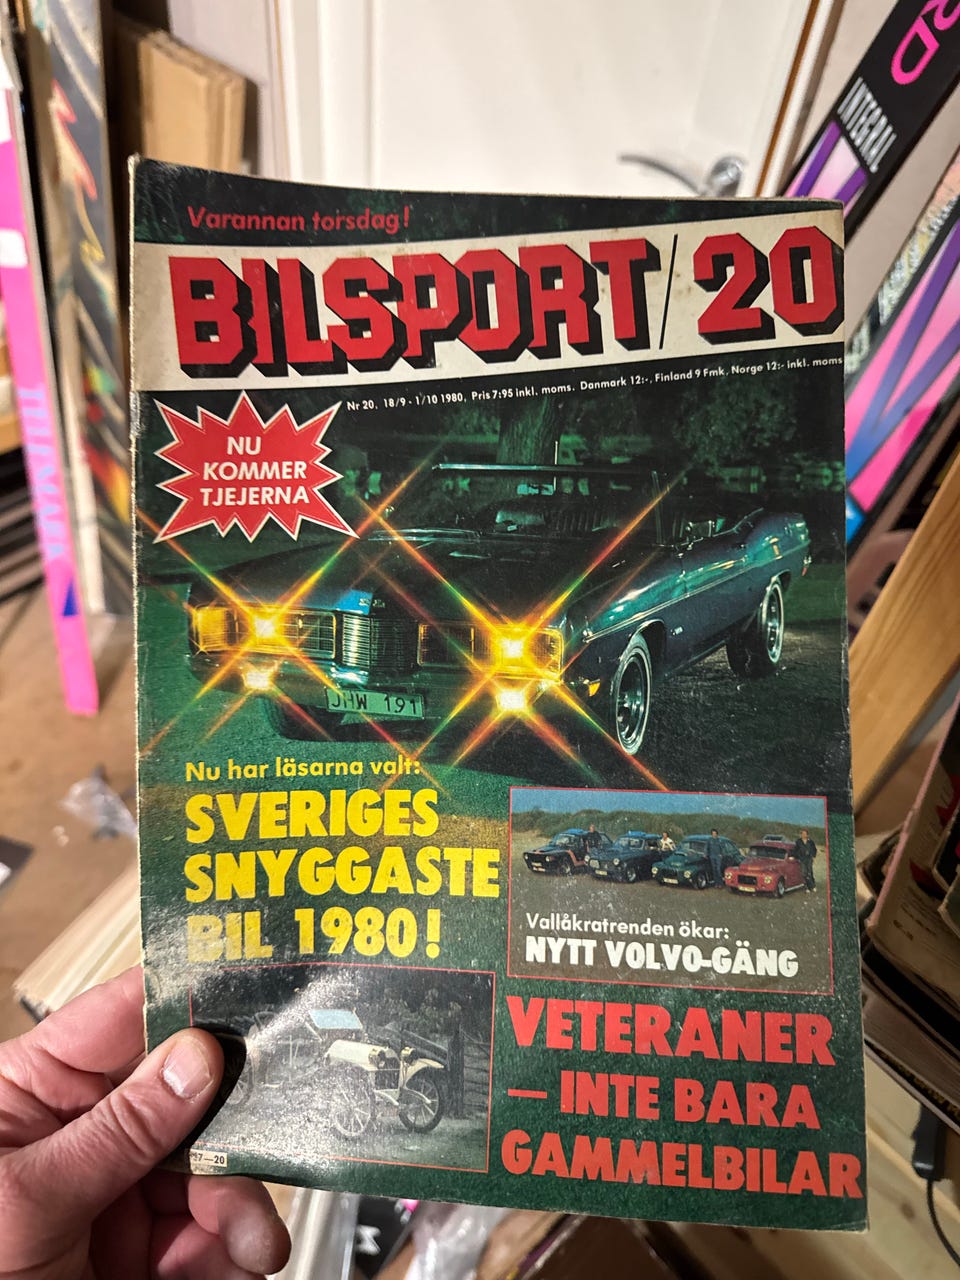 Varannan torsdag!
BILSPORT/20
Nr 20. 18/9 - 1/10 1980, Pris 7:95 inkl. moms. Danmark 12:-, Finland 9 Fmk, Norge 12:- inkl. moms
NU
KOMMER
TJEJERNA
JHW 191
Nu har läsarna valt:
SVERIGES
SNYGGASTE
BIL 1980!
Vallåkratrenden ökar:
NYTT VOLVO-GÄNG
VETERANER
– INTE BARA
GAMMELBILAR
INTEGRAL